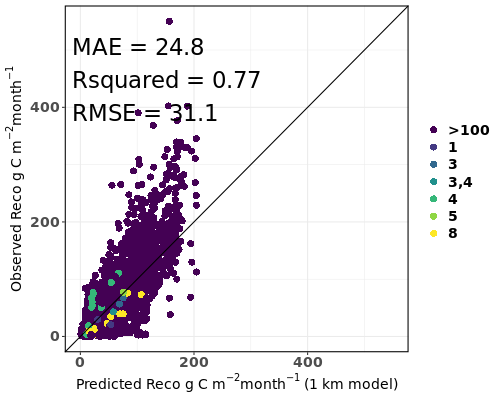 MAE = 24.8
Rsquared = 0.77
RMSE = 31.1
Observed Reco g C m⁻²month⁻¹
400
200
0
0 200 400
Predicted Reco g C m⁻²month⁻¹ (1 km model)
>100
1
3
3,4
4
5
8